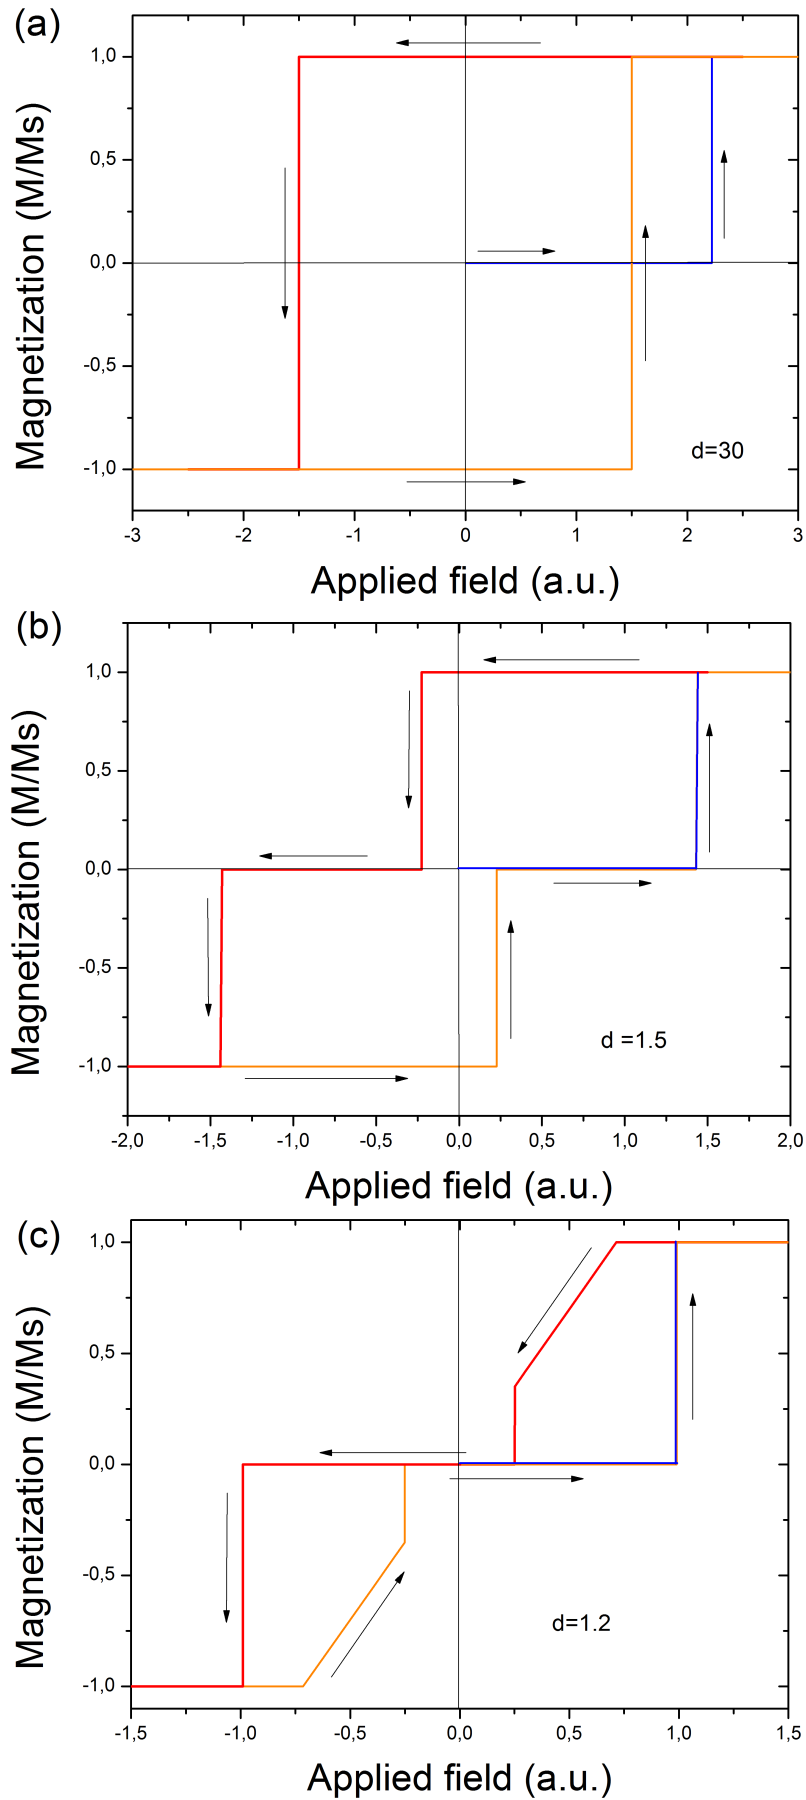 (a)
1,0
0,5
0,0
-0,5
-1,0
Magnetization (M/Ms)
d=30
-3 -2 -1 0 1 2 3
Applied field (a.u.)
(b)
1,0
0,5
0,0
-0,5
-1,0
Magnetization (M/Ms)
d =1.5
-2,0 -1,5 -1,0 -0,5 0,0 0,5 1,0 1,5 2,0
Applied field (a.u.)
(c)
1,0
0,5
0,0
-0,5
-1,0
Magnetization (M/Ms)
d=1.2
-1,5 -1,0 -0,5 0,0 0,5 1,0 1,5
Applied field (a.u.)